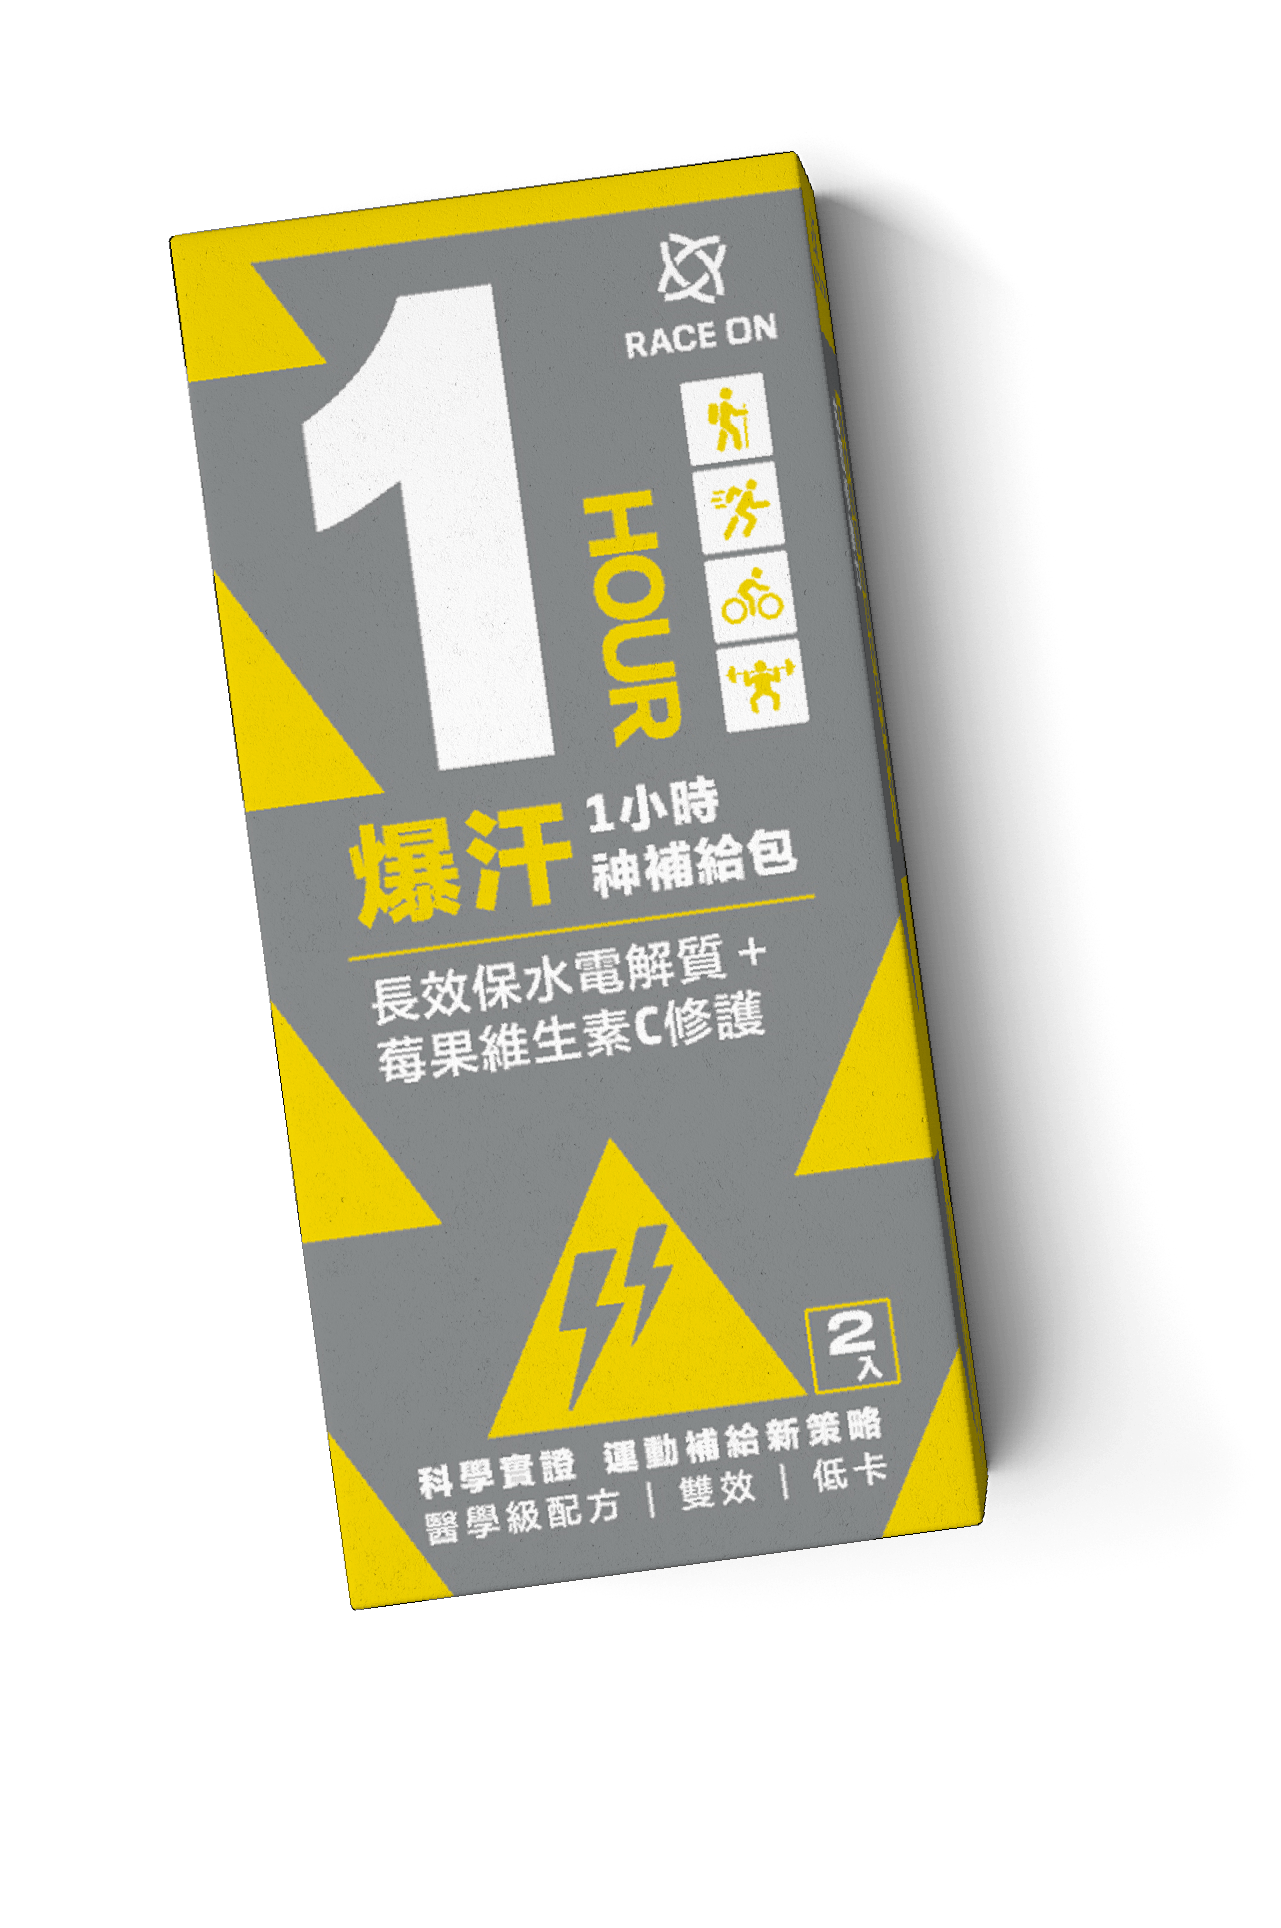 RACE ON
1
HOUR
爆汗
1小時
神補給包
長效保水電解質+
莓果維生素C修護
2
入
科學實證 運動補給新策略
醫學級配方 | 雙效 | 低卡